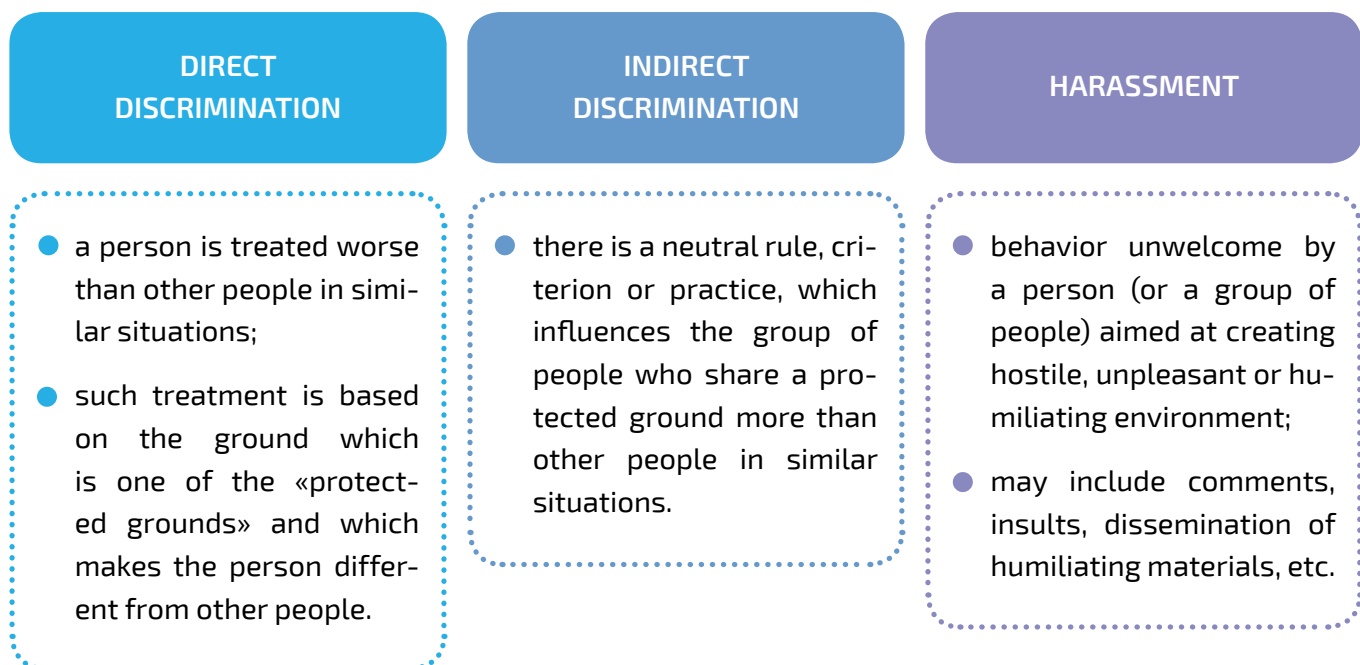 DIRECT
DISCRIMINATION
a person is treated worse
than other people in simi-
lar situations;
such treatment is based
on the ground which
is one of the «protect-
ed grounds» and which
makes the person differ-
ent from other people.
INDIRECT
DISCRIMINATION
there is a neutral rule, cri-
terion or practice, which
influences the group of
people who share a pro-
tected ground more than
other people in similar
situations.
HARASSMENT
behavior unwelcome by
a person (or a group of
people) aimed at creating
hostile, unpleasant or hu-
miliating environment;
may include comments,
insults, dissemination of
humiliating materials, etc.